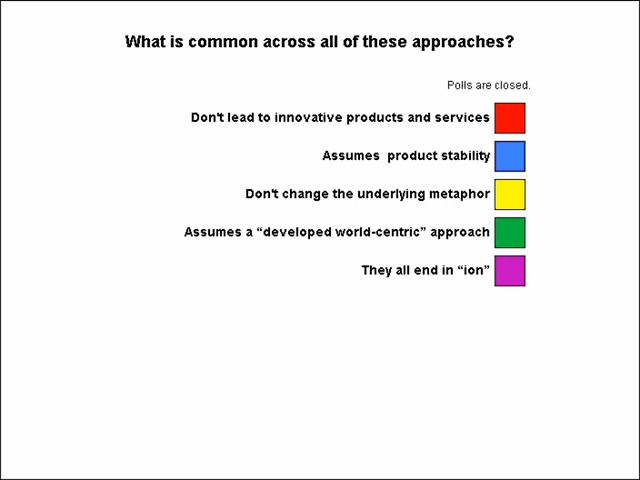 What is common across all of these approaches?
Polls are closed.
Don't lead to innovative products and services
Assumes  product stability
Don't change the underlying metaphor
Assumes a “developed world-centric” approach
They all end in “ion”